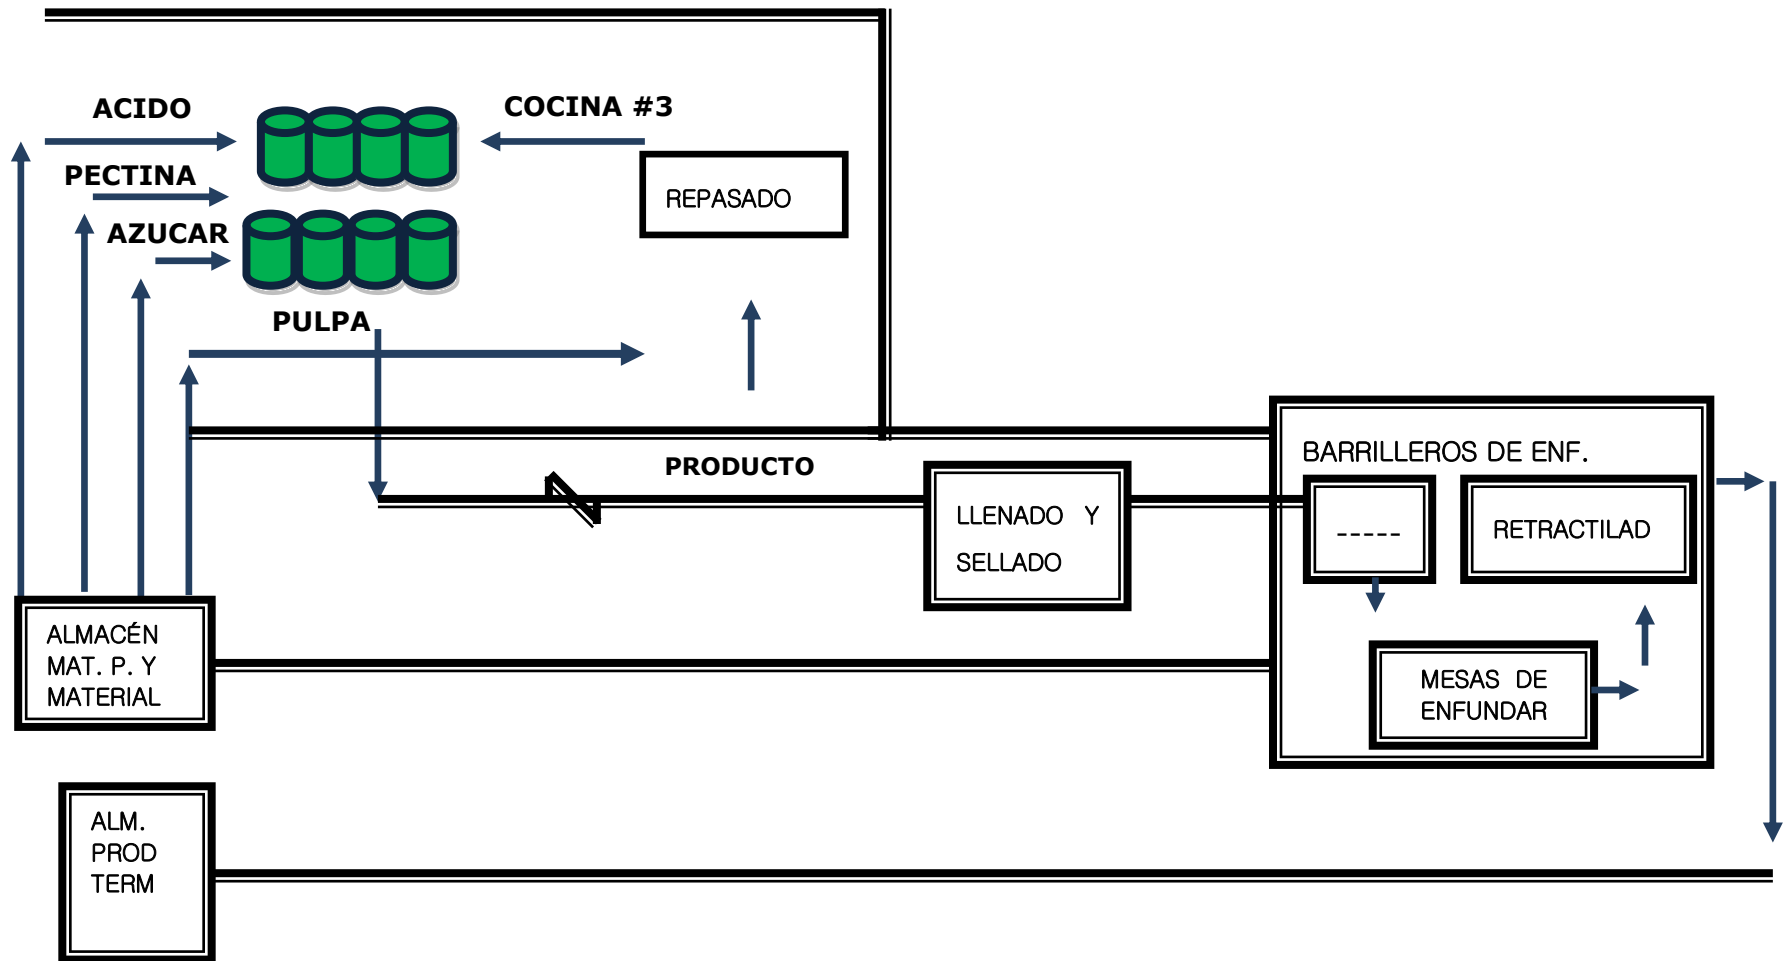 ACIDO
COCINA #3
PECTINA
REPASADO
AZUCAR
PULPA
BARRILLEROS DE ENF.
PRODUCTO
LLENADO Y
SELLADO
-----
RETRACTILAD
ALMACÉN
MAT. P. Y
MATERIAL
MESAS DE
ENFUNDAR
ALM.
PROD
TERM